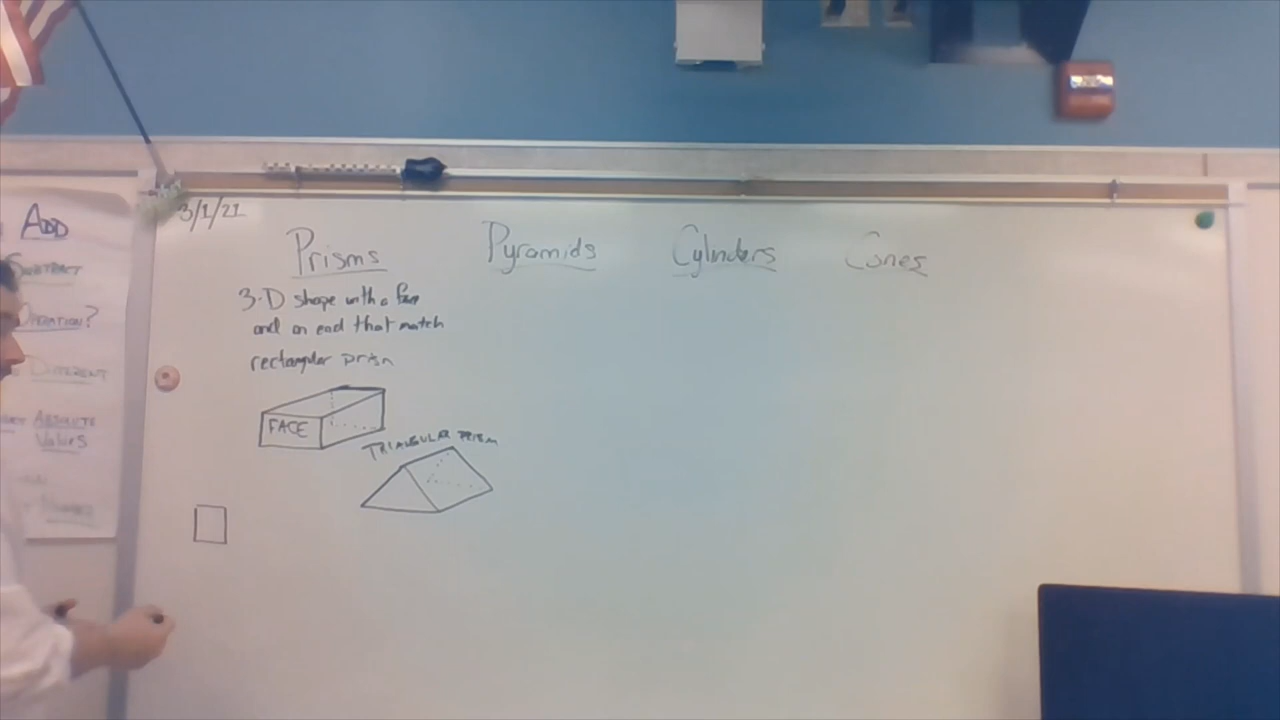 3/1/21
Prisms
Pyramids
Cylinders
Cones
3-D shape with a face
and an end that match
rectangular prism
FACE
TRIANGULAR PRISM
ADD
SUBTRACT
OPERATION?
DIFFERENT
ABSOLUTE
VALUES